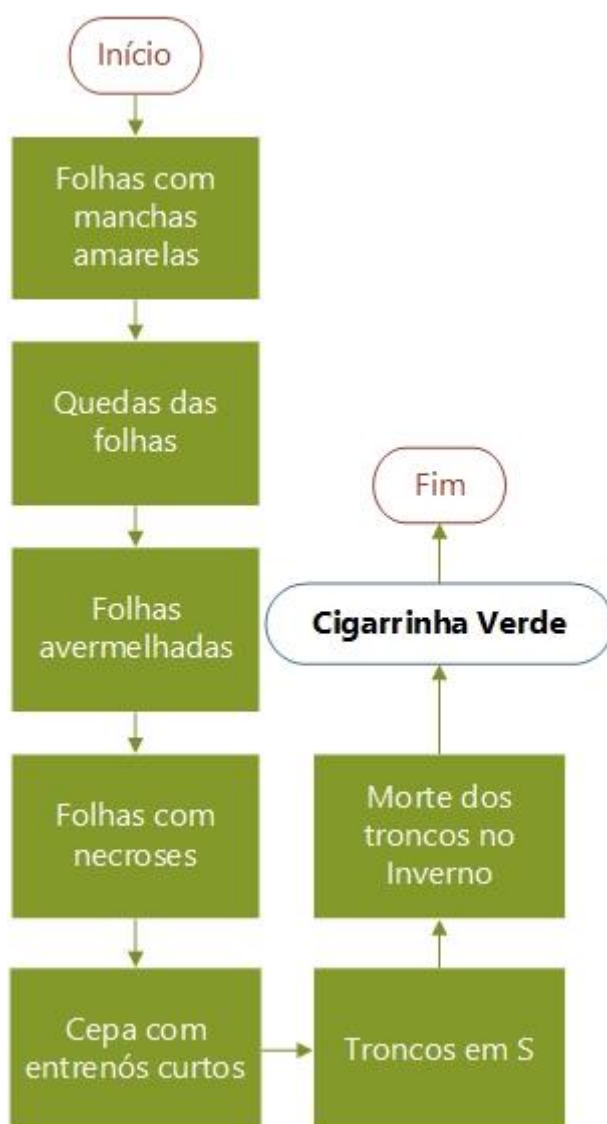 Início
Folhas com
manchas
amarelas
Quedas das
folhas
Folhas
avermelhadas
Folhas com
necroses
Cepa com
entrenós curtos
Troncos em S
Morte dos
troncos no
Inverno
Cigarrinha Verde
Fim